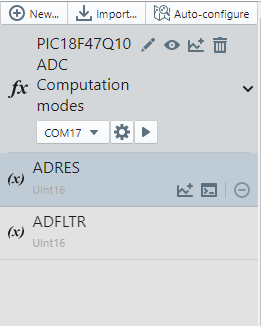 New... Import... Auto-configure
PIC18F47Q10
ADC
fx Computation
modes
COM17
(x) ADRES
Uint16
(x) ADFLTR
Uint16